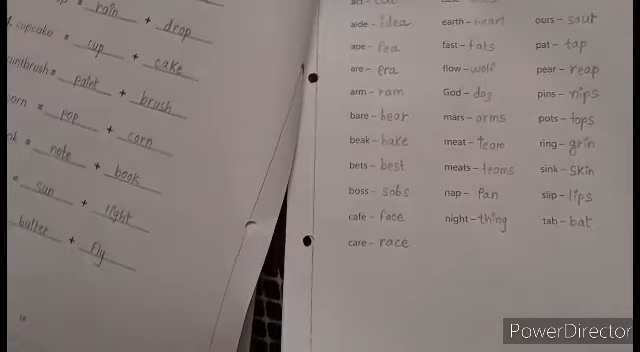 rain + drop
cupcake = cup + cake
paint + brush
pop + corn
note + book
= sun + light
butter + fly
18
aide – idea
ape – Pea
are – era
arm – ram
bare – bear
beak – bake
bets – best
boss – sobs
café – face
care – race
earth – heart
fast – fats
flow – wolf
God – dog
mars – arms
meat – Team
meats – teams
nap – Pan
night – thing
ours – sour
pat – tap
pear – reap
pins – nips
pots – tops
ring – grin
sink – skin
slip – lips
tab – bat
PowerDirector